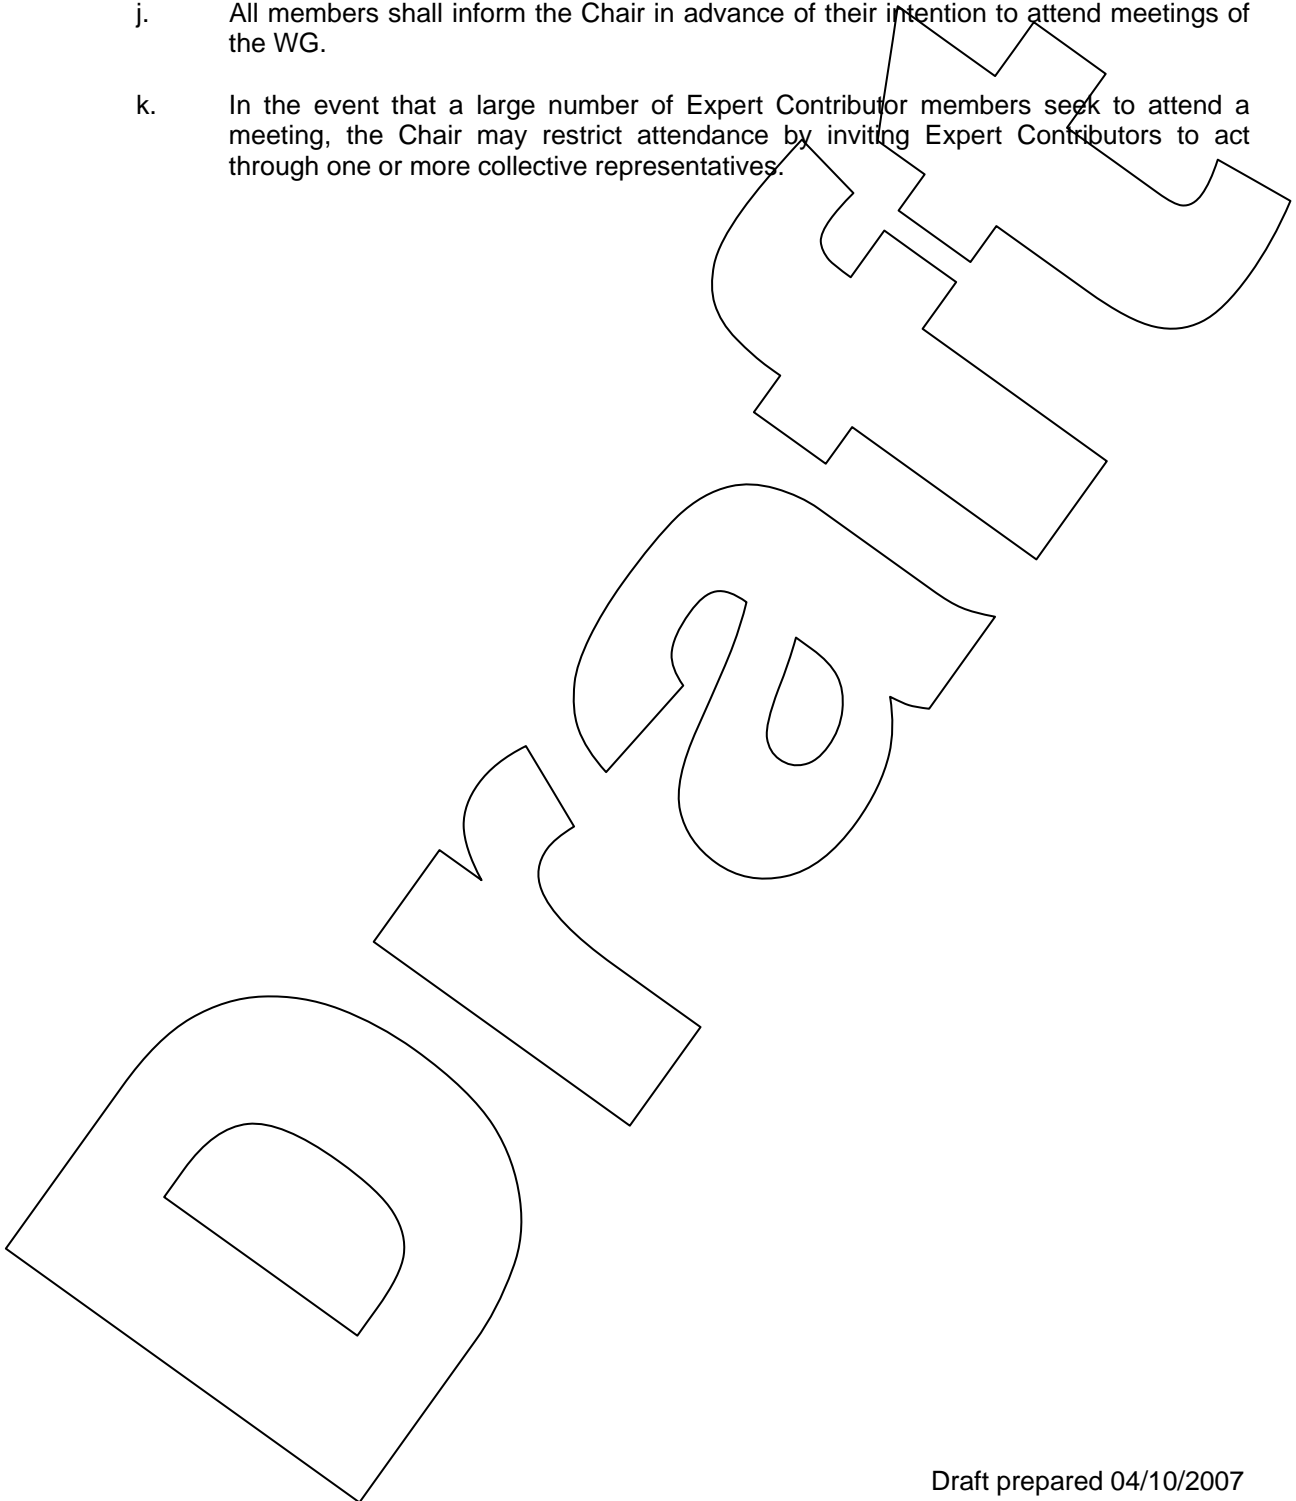 j. All members shall inform the Chair in advance of their intention to attend meetings of
the WG.
k. In the event that a large number of Expert Contributor members seek to attend a
meeting, the Chair may restrict attendance by inviting Expert Contributors to act
through one or more collective representatives.
Draft
Draft prepared 04/10/2007